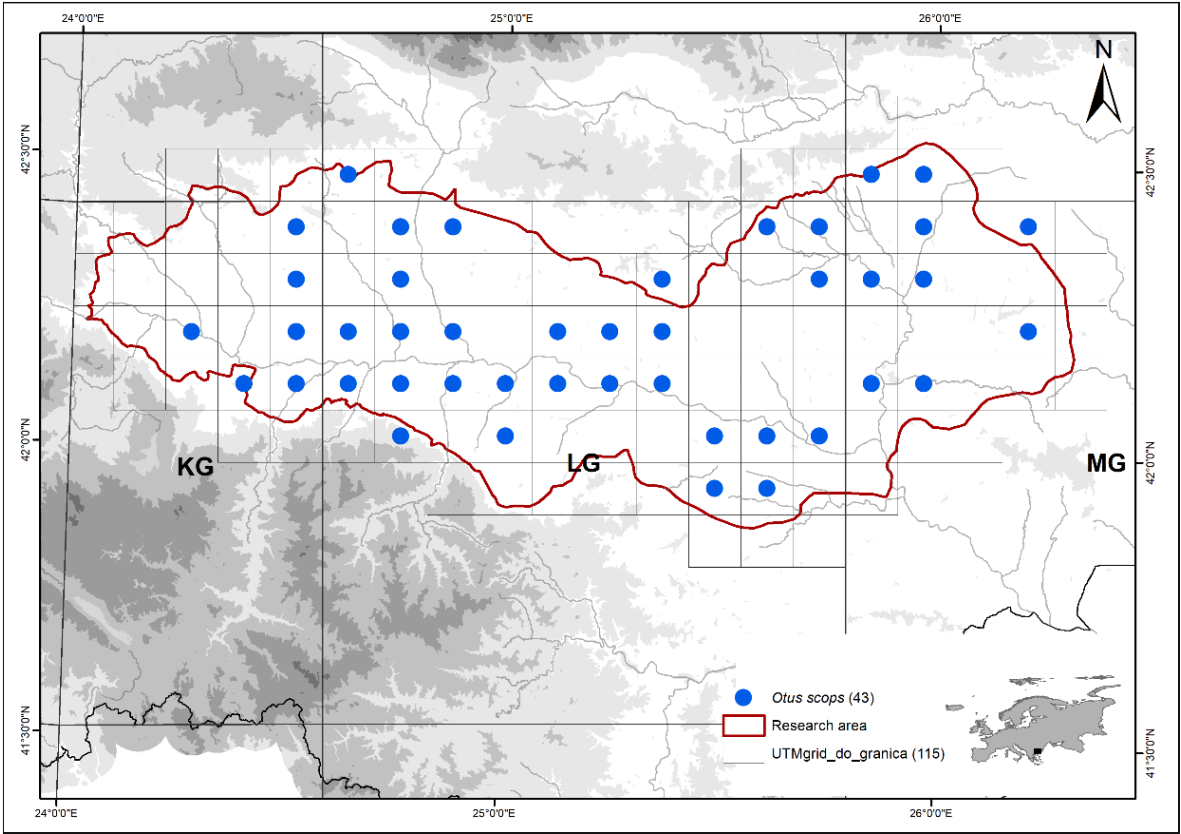 24°0'0"E 25°0'0"E 26°0'0"E
N
42°30'0"N 42°30'0"N
42°0'0"N 42°0'0"N
KG LG MG
Otus scops (43)
Research area
UTMgrid_do_granica (115)
41°30'0"N 41°30'0"N
24°0'0"E 25°0'0"E 26°0'0"E